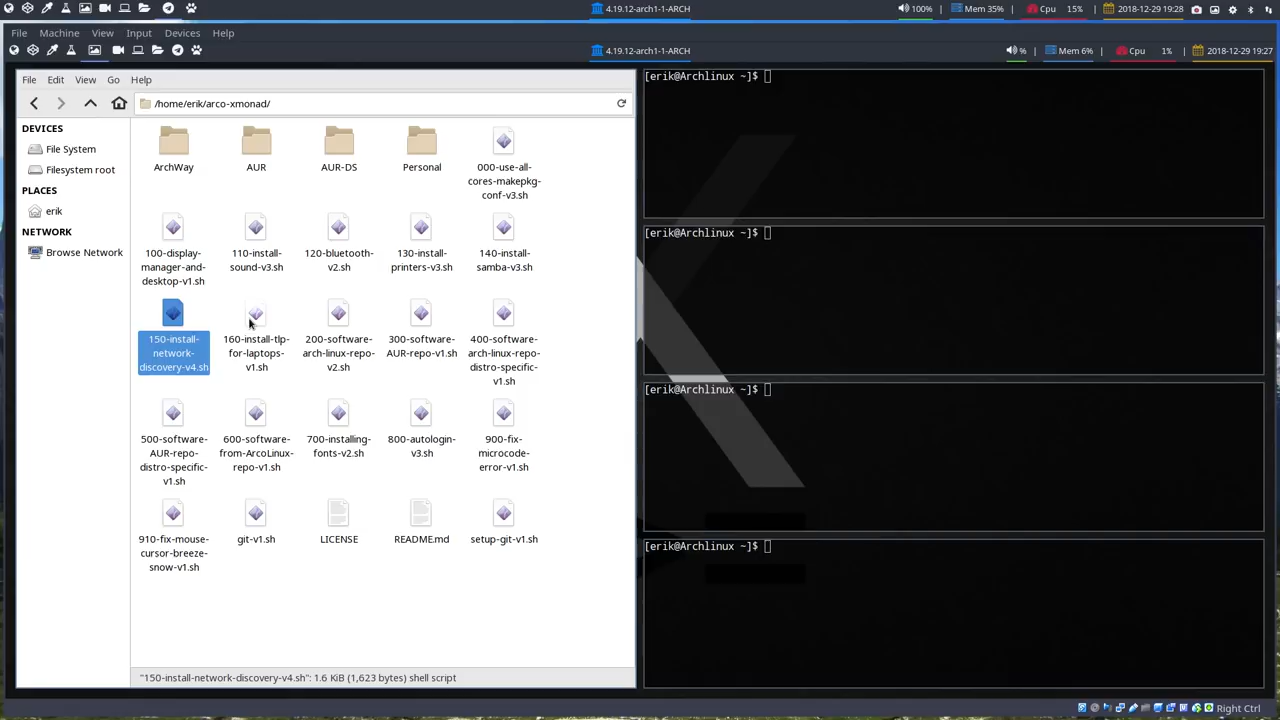 4.19.12-arch1-1-ARCH
100%
Mem 35%
Cpu 15%
2018-12-29 19:28
File Machine View Input Devices Help
4.19.12-arch1-1-ARCH
%
Mem 6%
Cpu 1%
2018-12-29 19:27
File Edit View Go Help
/home/erik/arco-xmonad/
DEVICES
File System
Filesystem root
PLACES
erik
NETWORK
Browse Network
ArchWay
AUR
AUR-DS
Personal
000-use-all-
cores-makepkg-
conf-v3.sh
100-display-
manager-and-
desktop-v1.sh
110-install-
sound-v3.sh
120-bluetooth-
v2.sh
130-install-
printers-v3.sh
140-install-
samba-v3.sh
150-install-
network-
discovery-v4.sh
160-install-tlp-
for-laptops-
v1.sh
200-software-
arch-linux-repo-
v2.sh
300-software-
AUR-repo-v1.sh
400-software-
arch-linux-repo-
distro-specific-
v1.sh
500-software-
AUR-repo-
distro-specific-
v1.sh
600-software-
from-ArcoLinux-
repo-v1.sh
700-installing-
fonts-v2.sh
800-autologin-
v3.sh
900-fix-
microcode-
error-v1.sh
910-fix-mouse-
cursor-breeze-
snow-v1.sh
git-v1.sh
LICENSE
README.md
setup-git-v1.sh
"150-install-network-discovery-v4.sh": 1.6 KiB (1,623 bytes) shell script
[erik@Archlinux ~]$
[erik@Archlinux ~]$
[erik@Archlinux ~]$
[erik@Archlinux ~]$
Right Ctrl